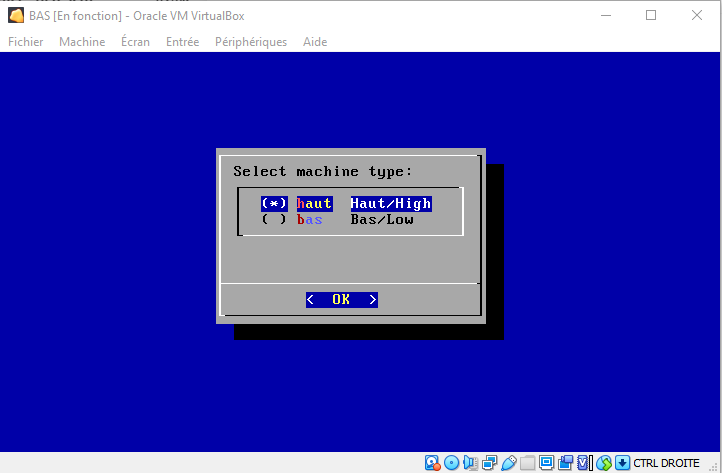 BAS [En fonction] - Oracle VM VirtualBox
Fichier Machine Écran Entrée Périphériques Aide
Select machine type:
(*) haut Haut/High
( ) bas Bas/Low
< OK >
CTRL DROITE